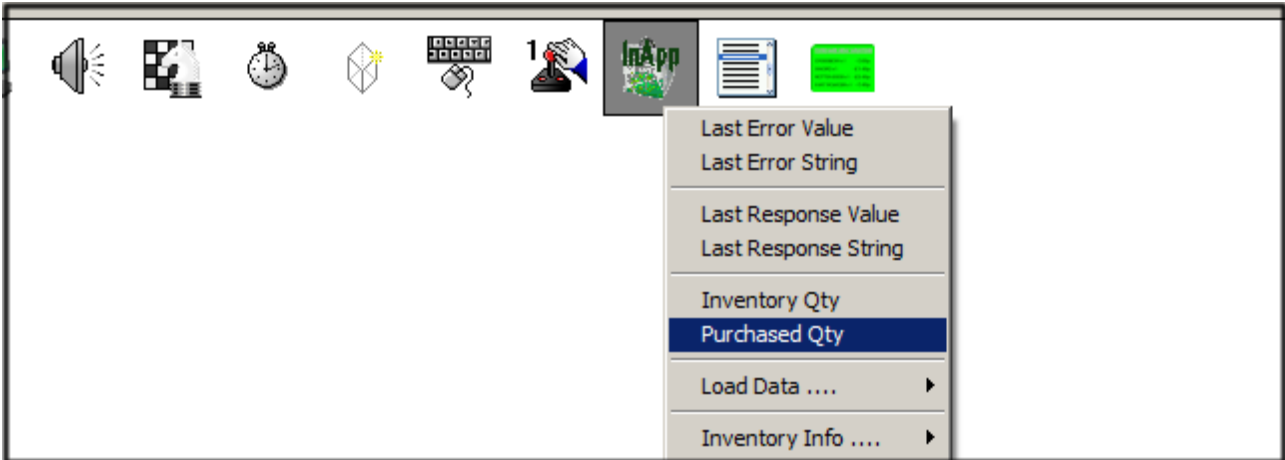 1
InApp
Last Error Value
Last Error String
Last Response Value
Last Response String
Inventory Qty
Purchased Qty
Load Data ....
Inventory Info ....